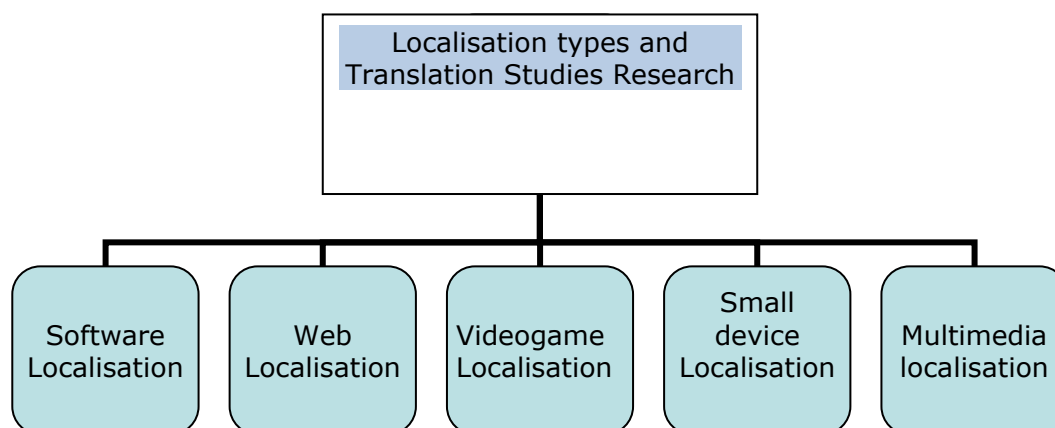 Localisation types and
Translation Studies Research
Software
Localisation
Web
Localisation
Videogame
Localisation
Small
device
Localisation
Multimedia
localisation